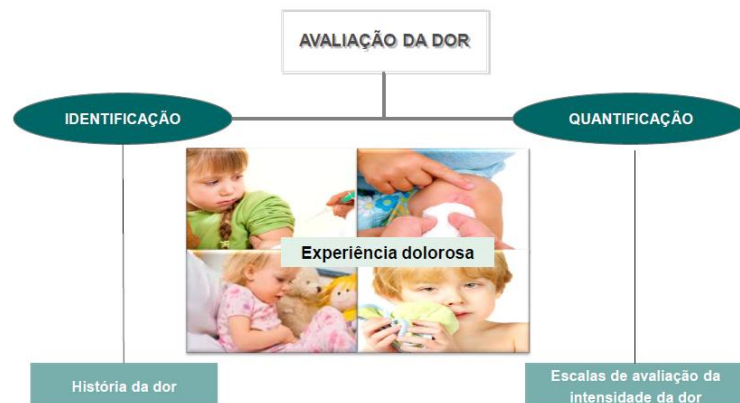 AVALIAÇÃO DA DOR
IDENTIFICAÇÃO
QUANTIFICAÇÃO
Experiência dolorosa
História da dor
Escalas de avaliação da
intensidade da dor